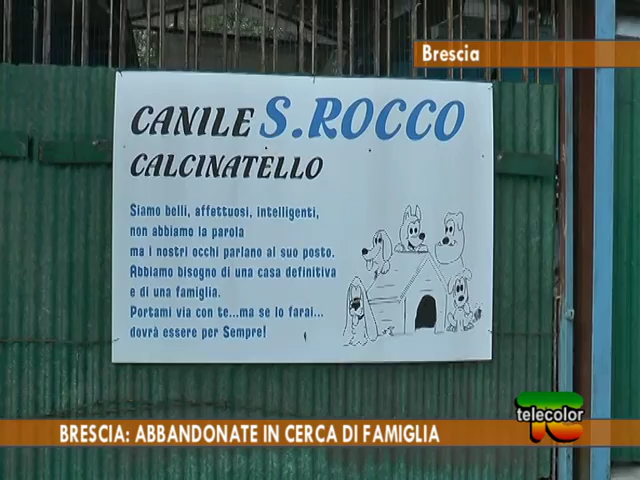 Brescia
CANILE S.ROCCO
CALCINATELLO
Siamo belli, affettuosi, intelligenti,
non abbiamo la parola
ma i nostri occhi parlano al suo posto.
Abbiamo bisogno di una casa definitiva
e di una famiglia.
Portami via con te...ma se lo farai...
dovrà essere per Sempre!
telecolor
BRESCIA: ABBANDONATE IN CERCA DI FAMIGLIA